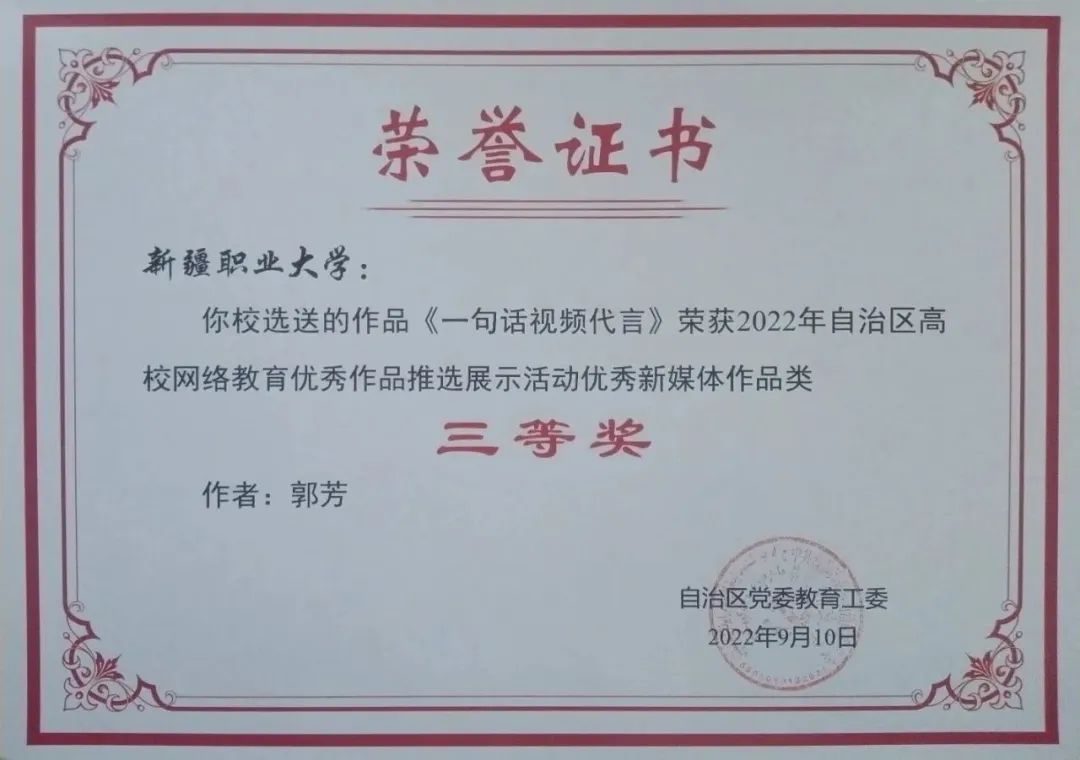 荣誉证书
新疆职业大学：
你校选送的作品《一句话视频代言》荣获2022年自治区高
校网络教育优秀作品推选展示活动优秀新媒体作品类
三等奖
作者：郭芳
自治区党委教育工委
2022年9月10日